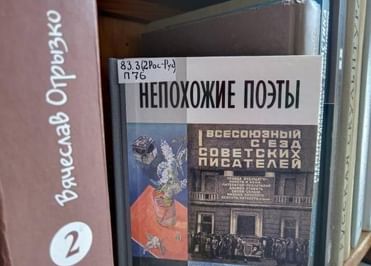 Вячеслав Огрызко
2
83.3(2Рос-Рус)
П76
НЕПОХОЖИЕ ПОЭТЫ
I ВСЕСОЮЗНЫЙ
С'ЕЗД
СОВЕТСКИХ
ПИСАТЕЛЕЙ